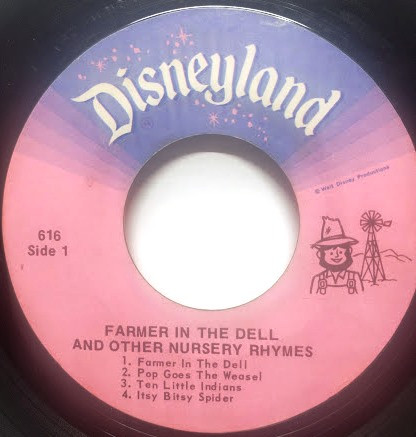 Disneyland
© Walt Disney Productions
616
Side 1
FARMER IN THE DELL
AND OTHER NURSERY RHYMES
1. Farmer In The Dell
2. Pop Goes The Weasel
3. Ten Little Indians
4. Itsy Bitsy Spider